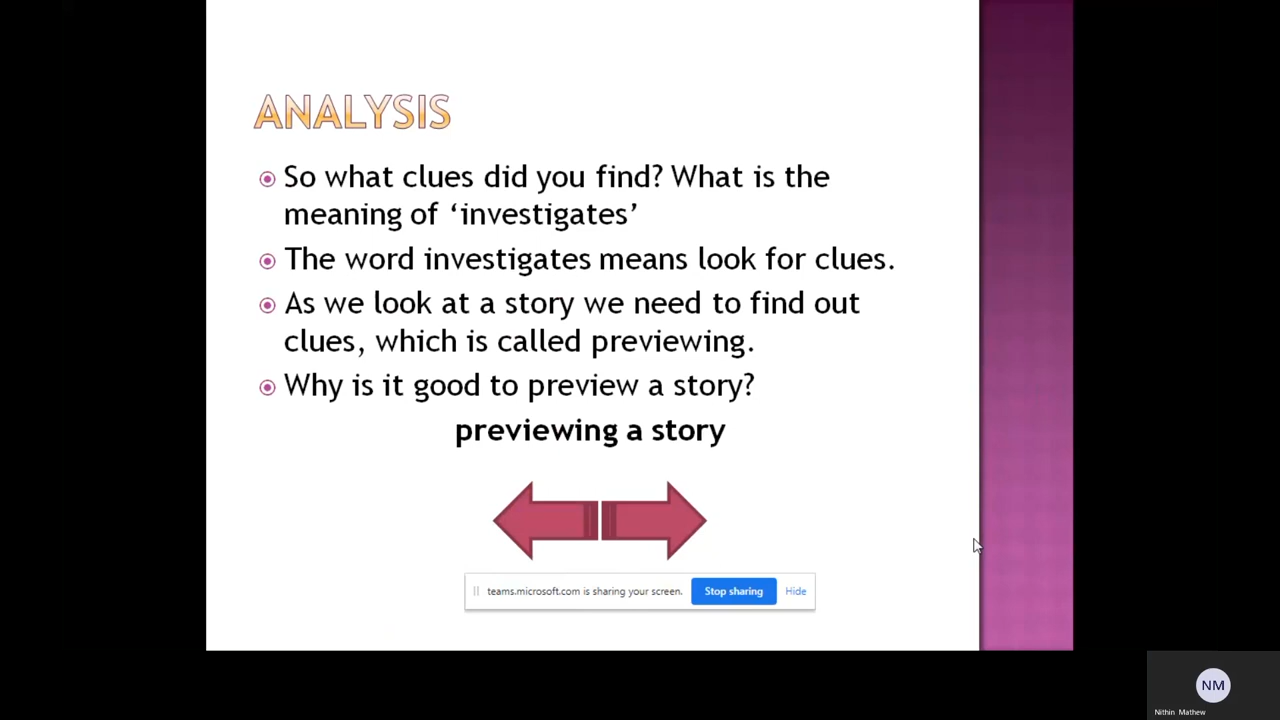 ANALYSIS
So what clues did you find? What is the
meaning of ‘investigates’
The word investigates means look for clues.
As we look at a story we need to find out
clues, which is called previewing.
Why is it good to preview a story?
previewing a story
teams.microsoft.com is sharing your screen. Stop sharing Hide
NM
Nithin Mathew